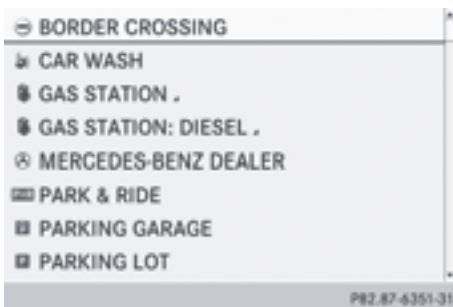 BORDER CROSSING
CAR WASH
GAS STATION
GAS STATION: DIESEL
MERCEDES-BENZ DEALER
PARK & RIDE
PARKING GARAGE
PARKING LOT
P82.87-6351-31